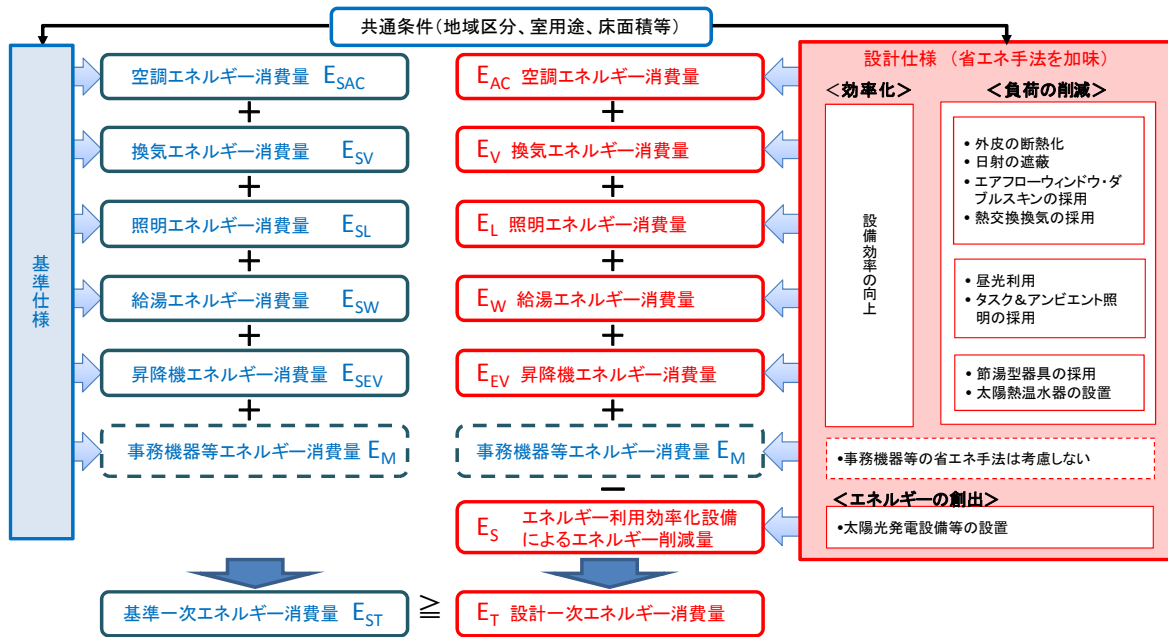 共通条件（地域区分、室用途、床面積等）
基準仕様
空調エネルギー消費量 ESAC
＋
換気エネルギー消費量 ESV
＋
照明エネルギー消費量 ESL
＋
給湯エネルギー消費量 ESW
＋
昇降機エネルギー消費量 ESEV
＋
事務機器等エネルギー消費量 EM
基準一次エネルギー消費量 EST
≧
EAC 空調エネルギー消費量
＋
EV 換気エネルギー消費量
＋
EL 照明エネルギー消費量
＋
EW 給湯エネルギー消費量
＋
EEV 昇降機エネルギー消費量
＋
事務機器等エネルギー消費量 EM
－
ES エネルギー利用効率化設備
によるエネルギー削減量
ET 設計一次エネルギー消費量
設計仕様 （省エネ手法を加味）
＜効率化＞
設備効率の向上
＜負荷の削減＞
• 外皮の断熱化
• 日射の遮蔽
• エアフローウィンドウ・ダ
ブルスキンの採用
• 熱交換換気の採用
• 昼光利用
• タスク＆アンビエント照
明の採用
• 節湯型器具の採用
• 太陽熱温水器の設置
•事務機器等の省エネ手法は考慮しない
＜エネルギーの創出＞
•太陽光発電設備等の設置